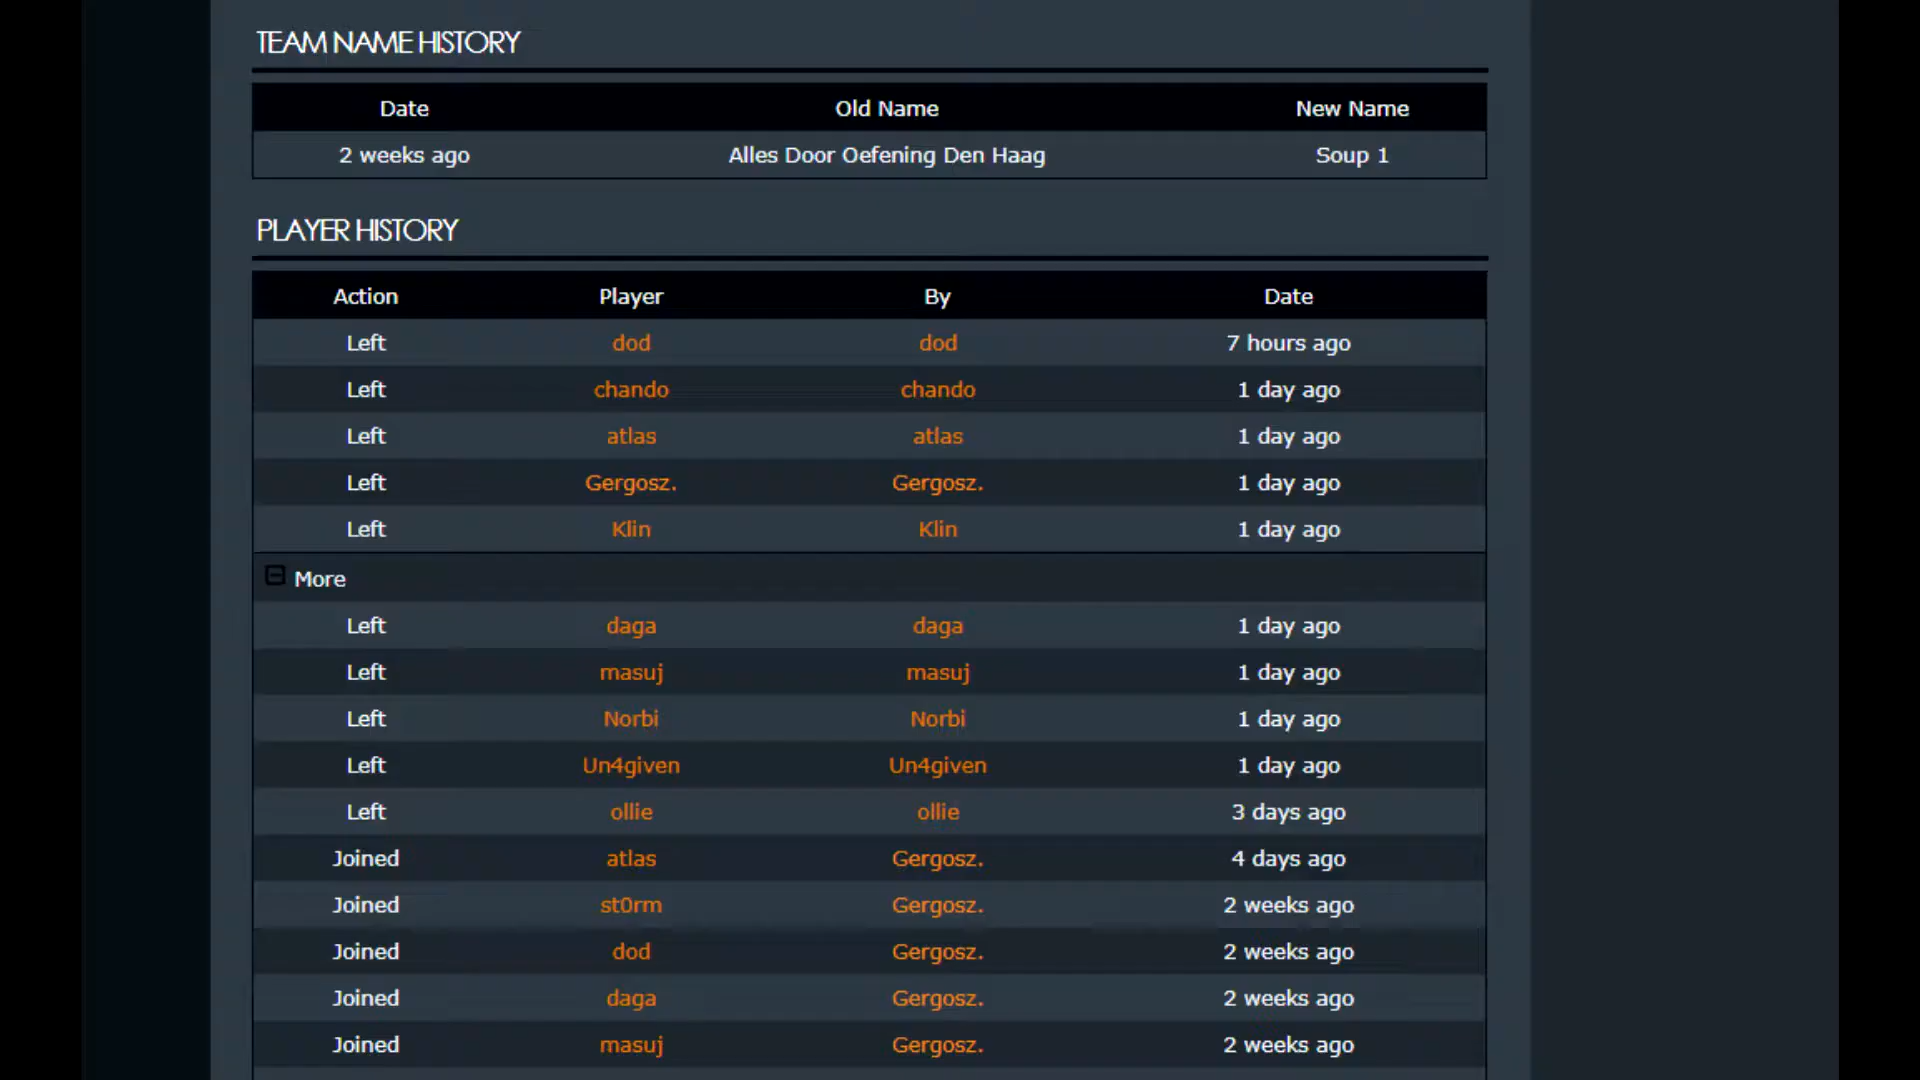 TEAM NAME HISTORY
Date Old Name New Name
2 weeks ago Alles Door Oefening Den Haag Soup 1
PLAYER HISTORY
Action Player By Date
Left dod dod 7 hours ago
Left chando chando 1 day ago
Left atlas atlas 1 day ago
Left Gergosz. Gergosz. 1 day ago
Left Klin Klin 1 day ago
More
Left daga daga 1 day ago
Left masuj masuj 1 day ago
Left Norbi Norbi 1 day ago
Left Un4given Un4given 1 day ago
Left ollie ollie 3 days ago
Joined atlas Gergosz. 4 days ago
Joined st0rm Gergosz. 2 weeks ago
Joined dod Gergosz. 2 weeks ago
Joined daga Gergosz. 2 weeks ago
Joined masuj Gergosz. 2 weeks ago